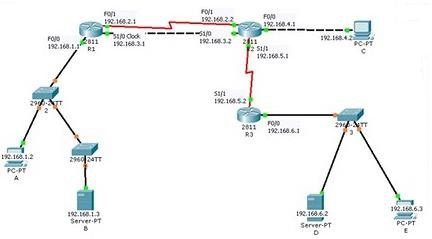 F0/1
192.168.2.1
F0/1
192.168.2.2
F0/0
192.168.4.1
F0/0
192.168.1.1
2811
R1
S1/0 Clock
192.168.3.1
S1/0
192.168.3.2
2811
S1/1
192.168.5.1
192.168.4.2
PC-PT
C
2960-24TT
2
S1/1
192.168.5.2
2811
R3
F0/0
192.168.6.1
2960-24TT
3
192.168.1.2
PC-PT
A
2960-24TT
192.168.1.3
Server-PT
B
192.168.6.2
Server-PT
D
192.168.6.3
PC-PT
E